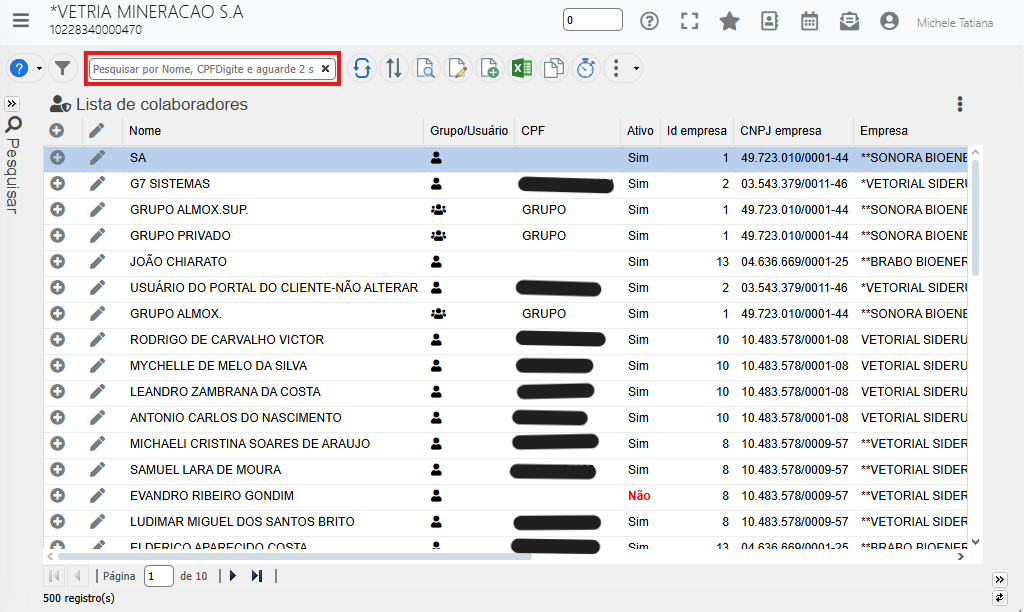 *VETRIA MINERACAO S.A
10228340000470
0
Michele Tatiana
Pesquisar por Nome, CPFDigite e aguarde 2 s
Pesquisar
Lista de colaboradores
Nome Grupo/Usuário CPF Ativo Id empresa CNPJ empresa Empresa
SA Sim 1 49.723.010/0001-44 **SONORA BIOENE
G7 SISTEMAS Sim 2 03.543.379/0011-46 *VETORIAL SIDERU
GRUPO ALMOX.SUP. GRUPO Sim 1 49.723.010/0001-44 **SONORA BIOENE
GRUPO PRIVADO GRUPO Sim 1 49.723.010/0001-44 **SONORA BIOENE
JOÃO CHIARATO Sim 13 04.636.669/0001-25 **BRABO BIOENER
USUÁRIO DO PORTAL DO CLIENTE-NÃO ALTERAR Sim 2 03.543.379/0011-46 *VETORIAL SIDERU
GRUPO ALMOX. GRUPO Sim 1 49.723.010/0001-44 **SONORA BIOENE
RODRIGO DE CARVALHO VICTOR Sim 10 10.483.578/0001-08 VETORIAL SIDERU
MYCHELLE DE MELO DA SILVA Sim 10 10.483.578/0001-08 VETORIAL SIDERU
LEANDRO ZAMBRANA DA COSTA Sim 10 10.483.578/0001-08 VETORIAL SIDERU
ANTONIO CARLOS DO NASCIMENTO Sim 10 10.483.578/0001-08 VETORIAL SIDERU
MICHAELI CRISTINA SOARES DE ARAUJO Sim 8 10.483.578/0009-57 **VETORIAL SIDER
SAMUEL LARA DE MOURA Sim 8 10.483.578/0009-57 **VETORIAL SIDER
EVANDRO RIBEIRO GONDIM Não 8 10.483.578/0009-57 **VETORIAL SIDER
LUDIMAR MIGUEL DOS SANTOS BRITO Sim 8 10.483.578/0009-57 **VETORIAL SIDER
ELDERICO APARECIDO COSTA Sim 13 04.636.669/0001-25 **BRABO BIOENER
Página 1 de 10
500 registro(s)